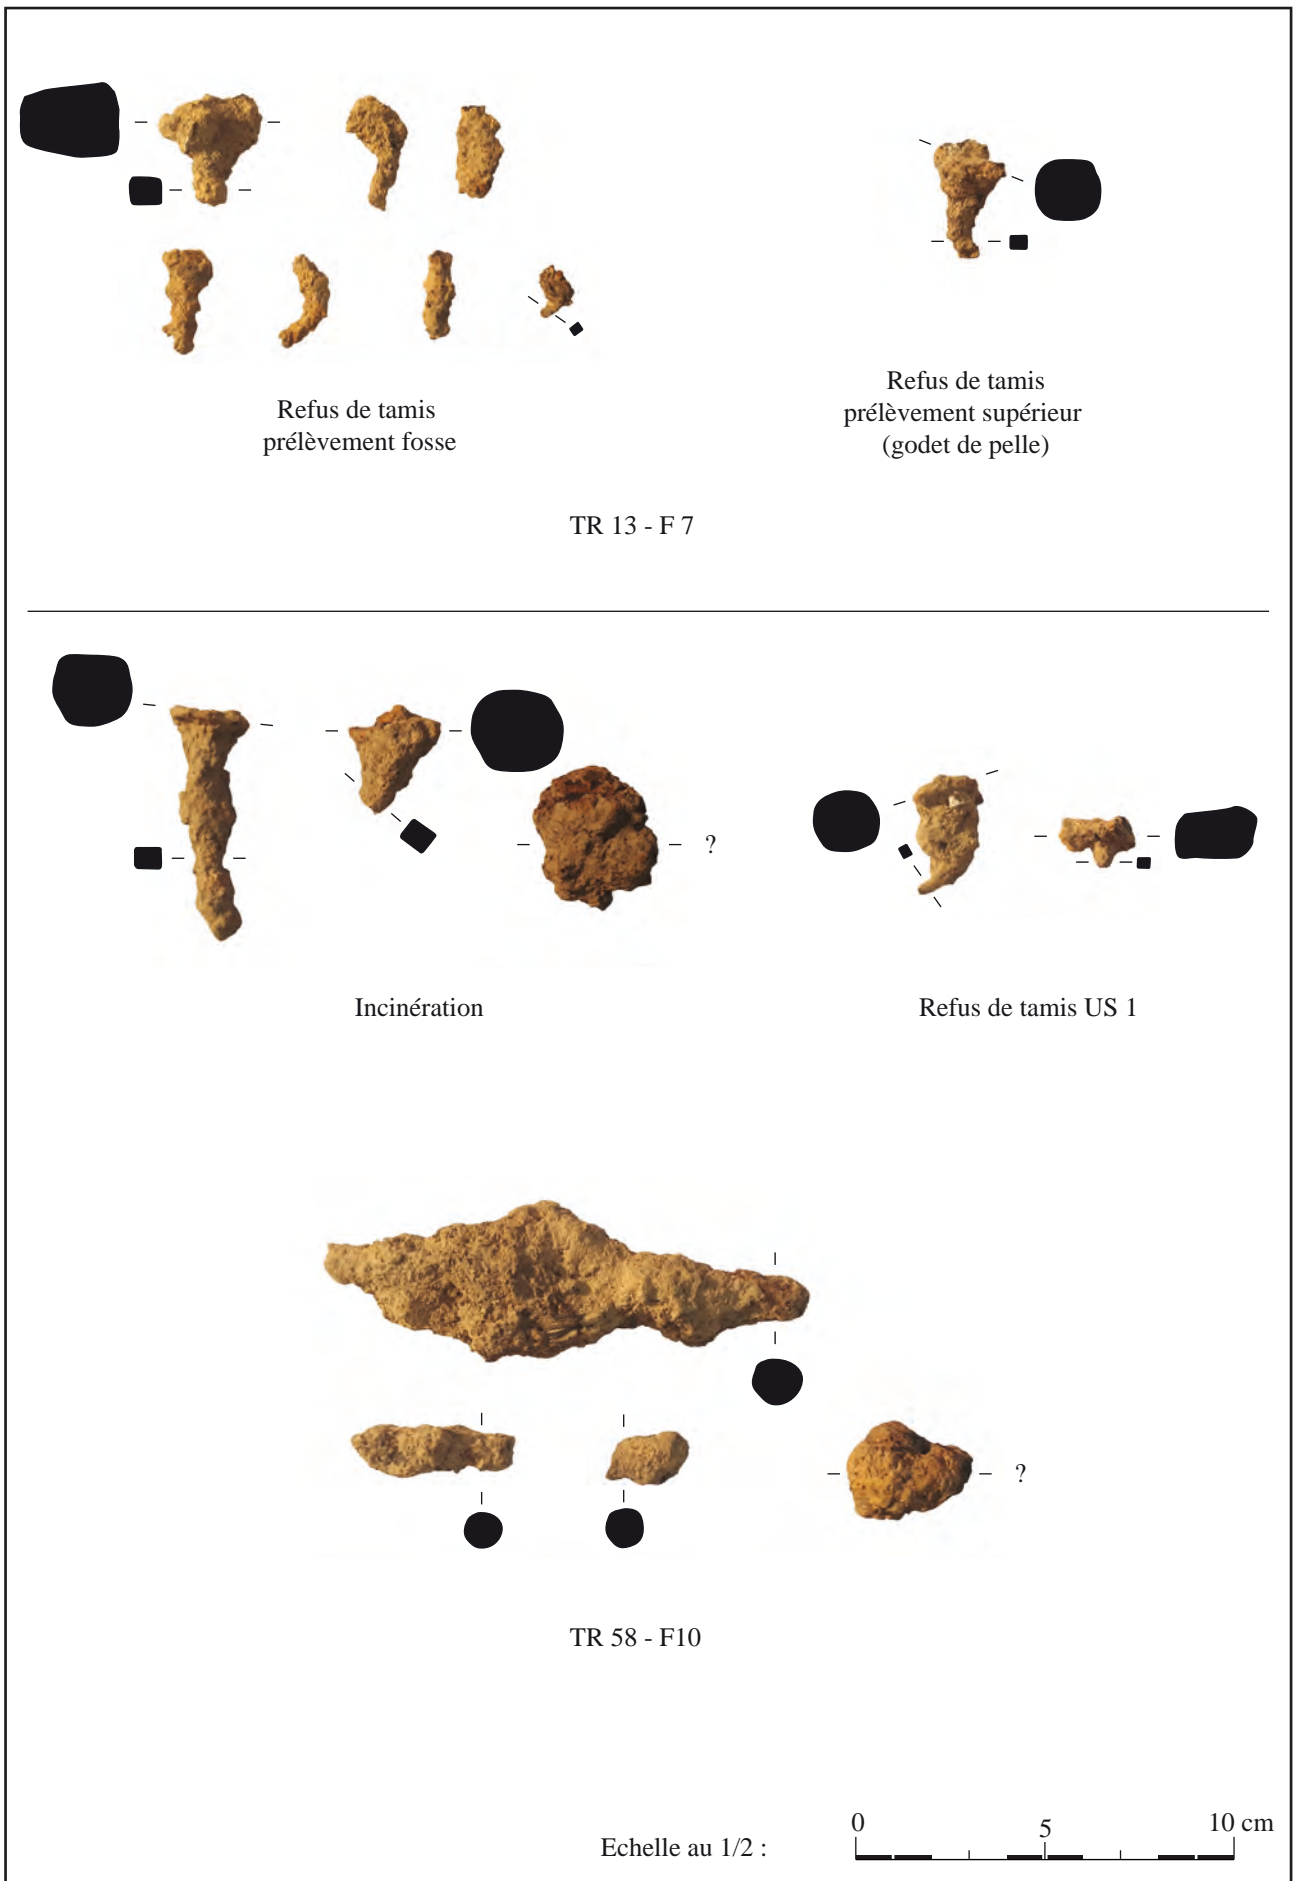 Refus de tamis
prélèvement fosse
Refus de tamis
prélèvement supérieur
(godet de pelle)
TR 13 - F 7
?
Incinération
Refus de tamis US 1
?
TR 58 - F10
Echelle au 1/2 :
0 5 10 cm